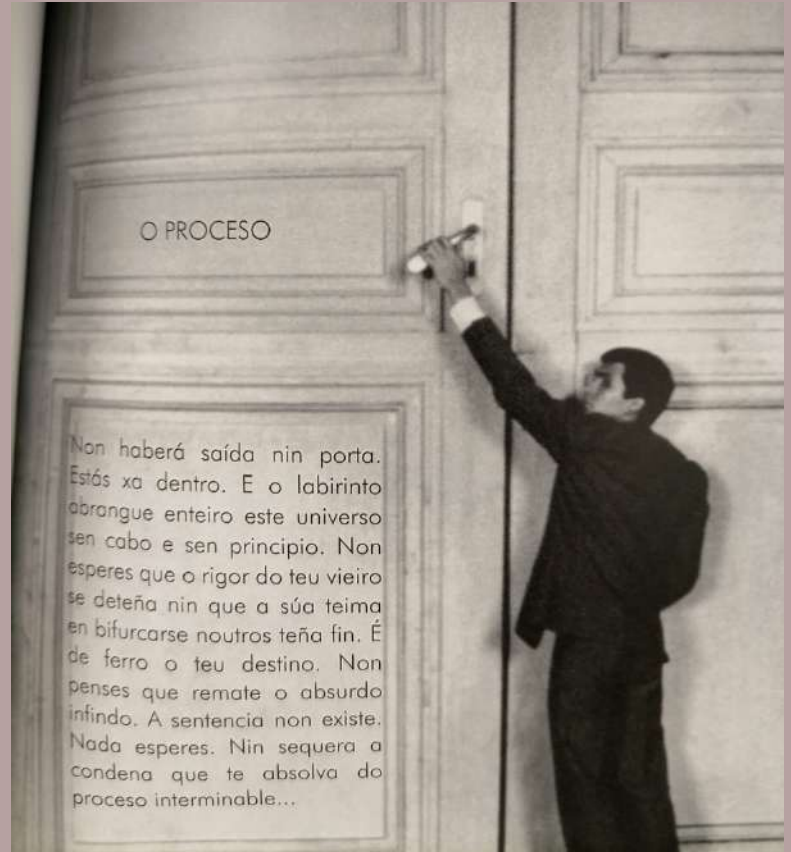 O PROCESO
Non haberá saída nin porta.
Estás xa dentro. E o labirinto
abrangue enteiro este universo
sen cabo e sen principio. Non
esperes que o rigor do teu vieiro
se deteña nin que a súa teima
en bifurcarse noutros teña fin. É
de ferro o teu destino. Non
penses que remate o absurdo
infindo. A sentencia non existe.
Nada esperes. Nin sequera a
condena que te absolva do
proceso interminable...